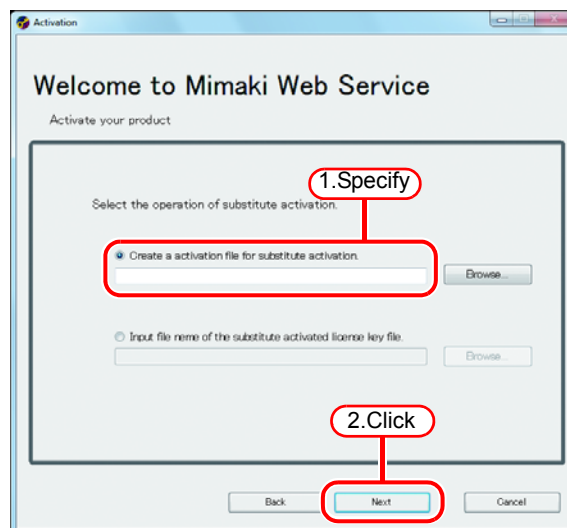 Activation
Welcome to Mimaki Web Service
Activate your product
1.Specify
Select the operation of substitute activation.
Create a activation file for substitute activation.
Browse...
Input file name of the substitute activated license key file.
Browse...
2.Click
Back
Next
Cancel